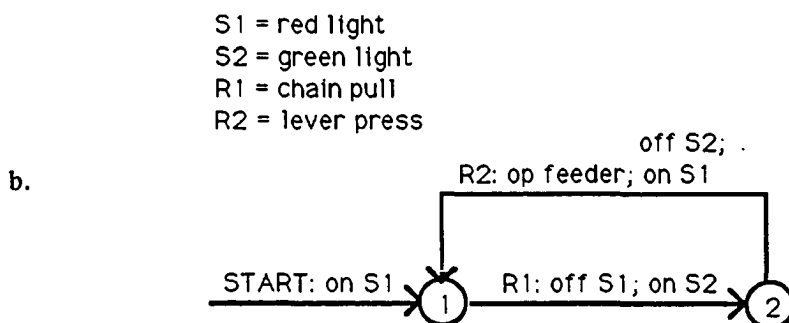 S1 = red light
S2 = green light
R1 = chain pull
R2 = lever press
off S2;
b.
R2: op feeder; on S1
START: on S1
1
R1: off S1; on S2
2